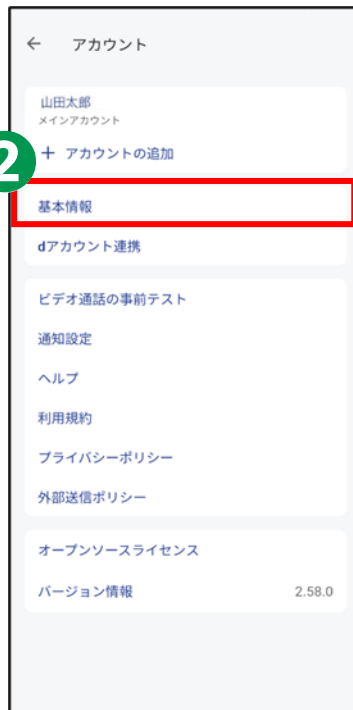 ← アカウント
山田太郎
メインアカウント
2
+ アカウントの追加
基本情報
dアカウント連携
ビデオ通話の事前テスト
通知設定
ヘルプ
利用規約
プライバシーポリシー
外部送信ポリシー
オープンソースライセンス
バージョン情報 2.58.0